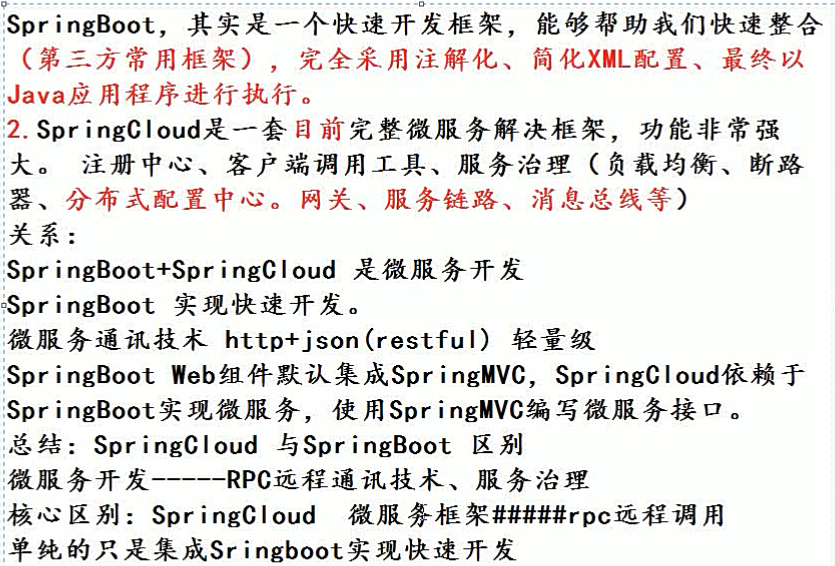 SpringBoot，其实是一个快速开发框架，能够帮助我们快速整合
（第三方常用框架），完全采用注解化、简化XML配置、最终以
Java应用程序进行执行。
2.SpringCloud是一套目前完整微服务解决框架，功能非常强
大。 注册中心、客户端调用工具、服务治理（负载均衡、断路
器、分布式配置中心。网关、服务链路、消息总线等）
关系：
SpringBoot+SpringCloud 是微服务开发
SpringBoot 实现快速开发。
微服务通讯技术 http+json(restful) 轻量级
SpringBoot Web组件默认集成SpringMVC，SpringCloud依赖于
SpringBoot实现微服务，使用SpringMVC编写微服务接口。
总结：SpringCloud 与SpringBoot 区别
微服务开发-----RPC远程通讯技术、服务治理
核心区别：SpringCloud  微服务框架#####rpc远程调用
单纯的只是集成Sringboot实现快速开发